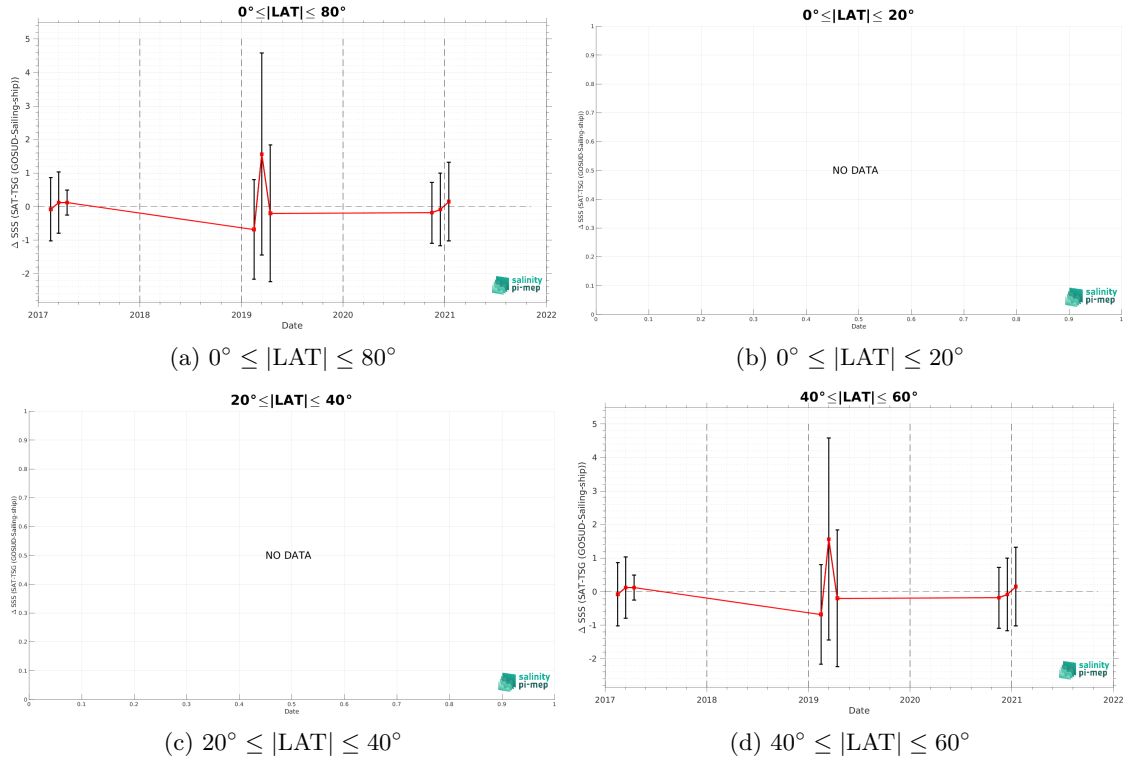 0°≤|LAT|≤ 80°
Δ SSS (SAT-TSG (GOSUD-Sailing-ship))
5
4
3
2
1
0
-1
-2
2017 2018 2019 2020 2021 2022
Date
salinity
pi-mep
(a) 0° ≤ |LAT| ≤ 80°
0°≤|LAT|≤ 20°
Δ SSS (SAT-TSG (GOSUD-Sailing-ship))
1
0.9
0.8
0.7
0.6
0.5
0.4
0.3
0.2
0.1
0
NO DATA
0 0.1 0.2 0.3 0.4 0.5 0.6 0.7 0.8 0.9 1
Date
salinity
pi-mep
(b) 0° ≤ |LAT| ≤ 20°
20°≤|LAT|≤ 40°
Δ SSS (SAT-TSG (GOSUD-Sailing-ship))
1
0.9
0.8
0.7
0.6
0.5
0.4
0.3
0.2
0.1
0
NO DATA
0 0.1 0.2 0.3 0.4 0.5 0.6 0.7 0.8 0.9 1
Date
salinity
pi-mep
(c) 20° ≤ |LAT| ≤ 40°
40°≤|LAT|≤ 60°
Δ SSS (SAT-TSG (GOSUD-Sailing-ship))
5
4
3
2
1
0
-1
-2
2017 2018 2019 2020 2021 2022
Date
salinity
pi-mep
(d) 40° ≤ |LAT| ≤ 60°